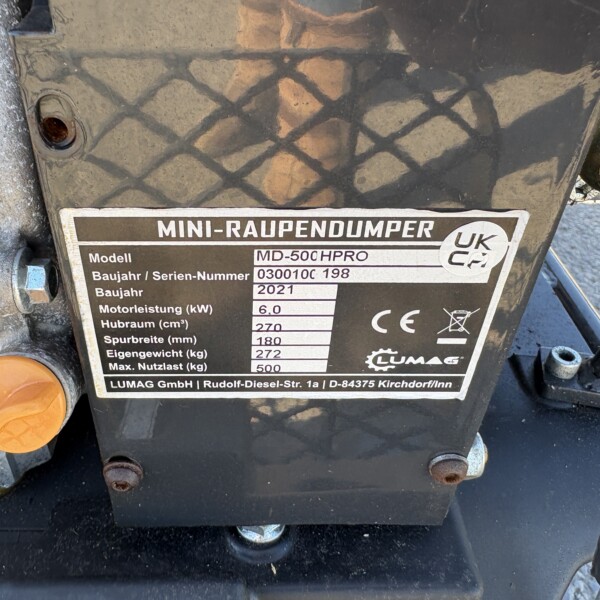 MINI-RAUPENDUMPER
Modell MD-500HPRO
Baujahr / Serien-Nummer 0300100 198
Baujahr 2021
Motorleistung (kW) 6,0
Hubraum (cm³) 270
Spurbreite (mm) 180
Eigengewicht (kg) 272
Max. Nutzlast (kg) 500
UK
CA
CE
LUMAG
LUMAG GmbH | Rudolf-Diesel-Str. 1a | D-84375 Kirchdorf/Inn